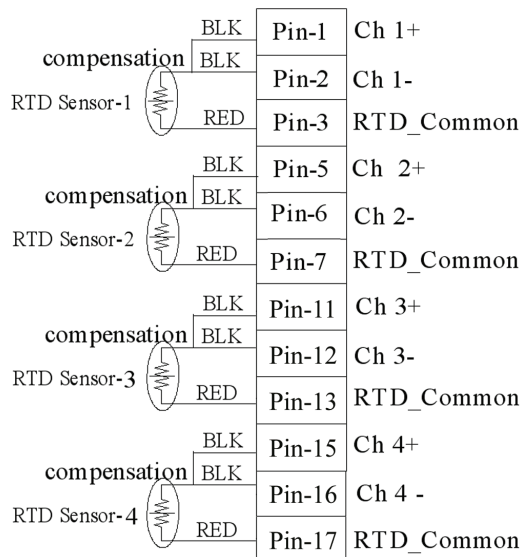 BLK Pin-1 Ch 1+
compensation BLK Pin-2 Ch 1-
RTD Sensor-1
RED Pin-3 RTD_Common
BLK Pin-5 Ch 2+
compensation BLK Pin-6 Ch 2-
RTD Sensor-2
RED Pin-7 RTD_Common
BLK Pin-11 Ch 3+
compensation BLK Pin-12 Ch 3-
RTD Sensor-3
RED Pin-13 RTD_Common
BLK Pin-15 Ch 4+
compensation BLK Pin-16 Ch 4 -
RTD Sensor-4
RED Pin-17 RTD_Common